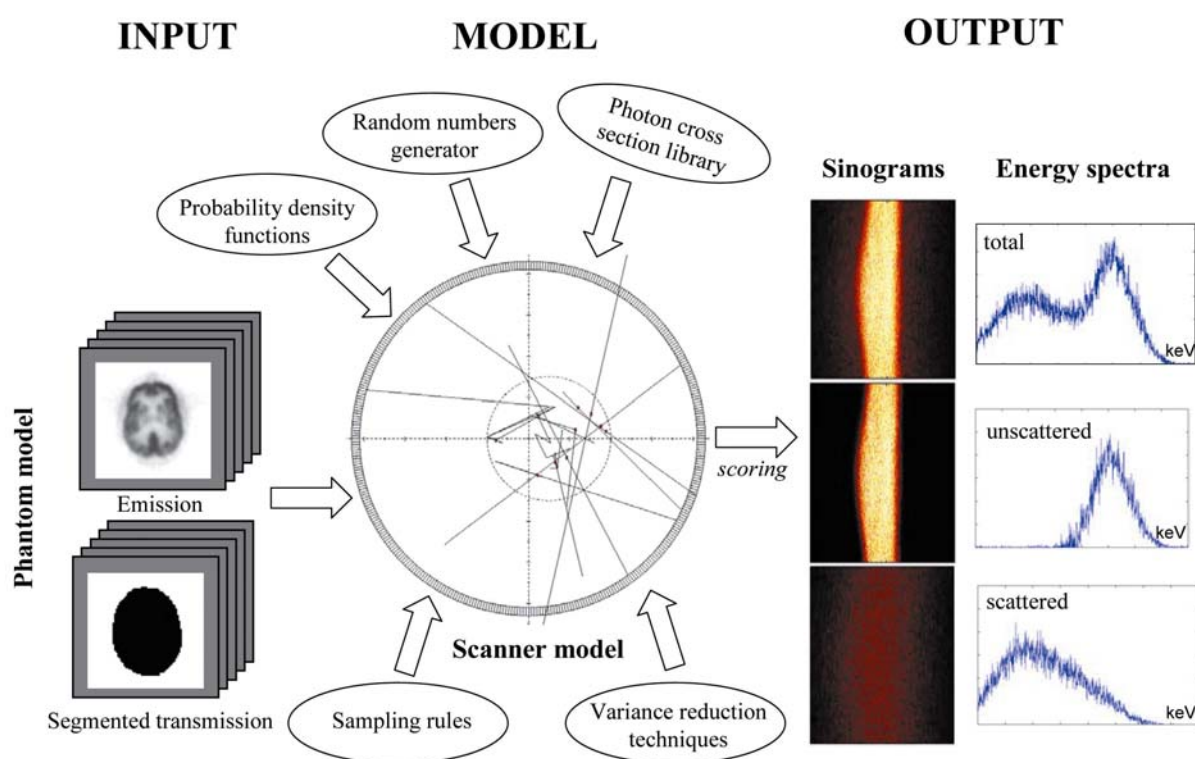 INPUT
MODEL
OUTPUT
Random numbers
generator
Photon cross
section library
Probability density
functions
Sinograms
Energy spectra
total
keV
Phantom model
Emission
scoring
unscattered
keV
Segmented transmission
Scanner model
scattered
keV
Sampling rules
Variance reduction
techniques